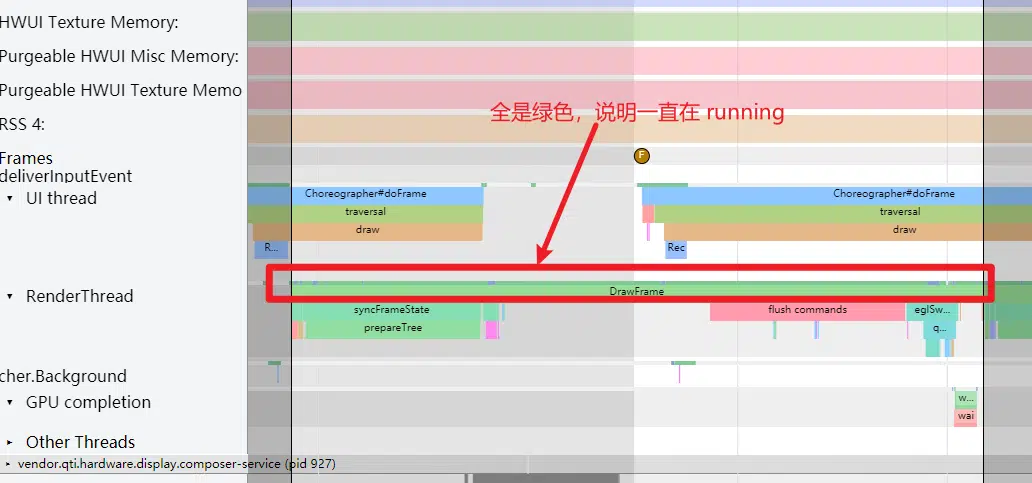 HWUI Texture Memory:
Purgeable HWUI Misc Memory:
Purgeable HWUI Texture Memo
全是绿色，说明一直在 running
RSS 4:
Frames
F
deliverInputEvent
UI thread
Choreographer#doFrame
Choreographer#doFrame
traversal
traversal
draw
draw
R...
Rec
RenderThread
DrawFrame
syncFrameState
flush commands
eglSw...
prepareTree
q...
cher.Background
GPU completion
w...
wai
Other Threads
vendor.qti.hardware.display.composer-service (pid 927)